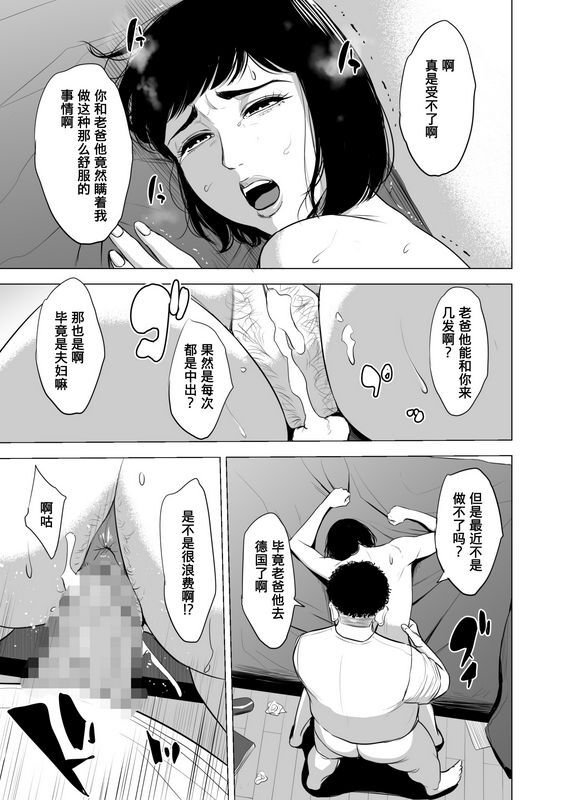 啊
真是受不了啊
你和老爸他竟然瞒着我
做这种那么舒服的
事情啊
老爸他能和你来
几发啊？
果然是每次
都是中出？
那也是啊
毕竟是夫妇嘛
但是最近不是
做不了吗？
毕竟老爸他去
德国了啊
是不是很浪费啊!?
啊咕